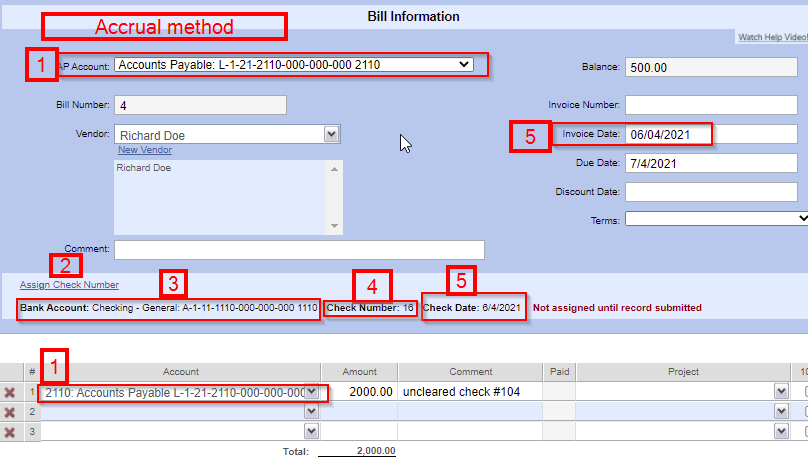 Bill Information
Accrual method
Watch Help Video!
1
AP Account: Accounts Payable: L-1-21-2110-000-000-000 2110
Balance: 500.00
Bill Number: 4
Invoice Number:
Vendor: Richard Doe
5
Invoice Date: 06/04/2021
New Vendor
Richard Doe
Due Date: 7/4/2021
Discount Date:
Terms:
Comment:
2
Assign Check Number
3
4
5
Bank Account: Checking - General: A-1-11-1110-000-000-000 1110 Check Number: 16 Check Date: 6/4/2021 Not assigned until record submitted
1
# Account Amount Comment Paid Project 10
1 2110: Accounts Payable L-1-21-2110-000-000-000 2000.00 uncleared check #104
2
3
Total: 2,000.00